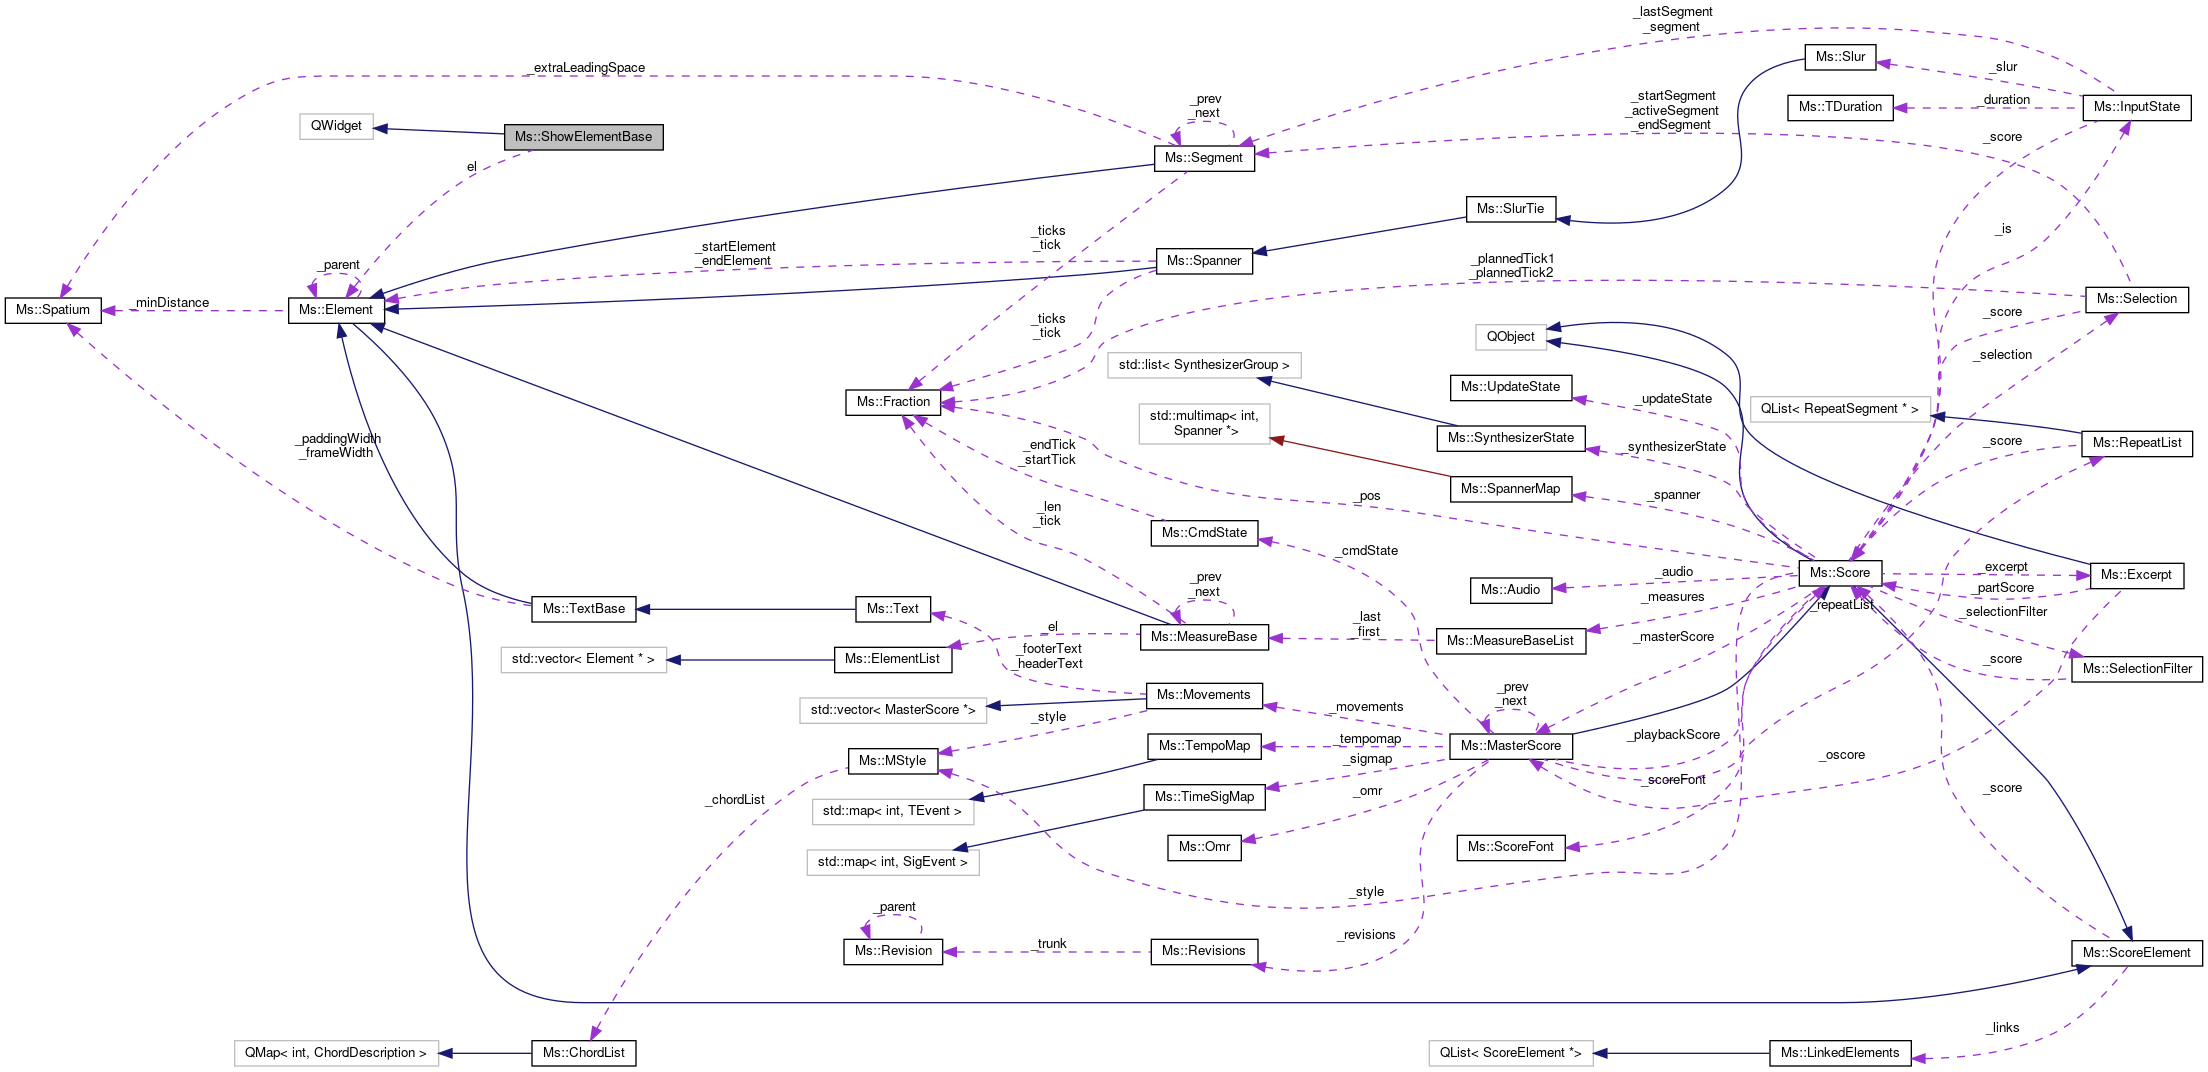 _lastSegment
_segment
Ms::Slur
_extraLeadingSpace
_slur
_prev
_next
_startSegment
_activeSegment
_endSegment
Ms::TDuration
_duration
Ms::InputState
QWidget
Ms::ShowElementBase
_score
Ms::Segment
el
Ms::SlurTie
_ticks
_tick
_is
_startElement
_endElement
Ms::Spanner
_plannedTick1
_plannedTick2
_parent
Ms::Spatium
_minDistance
Ms::Element
Ms::Selection
_ticks
_tick
_score
QObject
_selection
std::list< SynthesizerGroup >
Ms::UpdateState
Ms::Fraction
_updateState
QList< RepeatSegment * >
std::multimap< int,
Spanner *>
_paddingWidth
_frameWidth
_endTick
_startTick
Ms::SynthesizerState
_synthesizerState
_score
Ms::RepeatList
Ms::SpannerMap
_spanner
_pos
_len
_tick
Ms::CmdState
_cmdState
Ms::Audio
_audio
Ms::Score
_excerpt
Ms::Excerpt
_partScore
_prev
_next
_measures
_repeatList
_selectionFilter
Ms::TextBase
Ms::Text
_el
Ms::MeasureBase
_last
_first
Ms::MeasureBaseList
_masterScore
std::vector< Element * >
Ms::ElementList
_footerText
_headerText
_score
Ms::SelectionFilter
std::vector< MasterScore *>
Ms::Movements
_style
_movements
_prev
_next
Ms::MStyle
Ms::TempoMap
_tempomap
Ms::MasterScore
_playbackScore
_sigmap
_oscore
_scoreFont
_chordList
std::map< int, TEvent >
Ms::TimeSigMap
_omr
_score
std::map< int, SigEvent >
Ms::Omr
Ms::ScoreFont
_style
_parent
Ms::Revision
_trunk
Ms::Revisions
_revisions
Ms::ScoreElement
_links
QMap< int, ChordDescription >
Ms::ChordList
QList< ScoreElement *>
Ms::LinkedElements